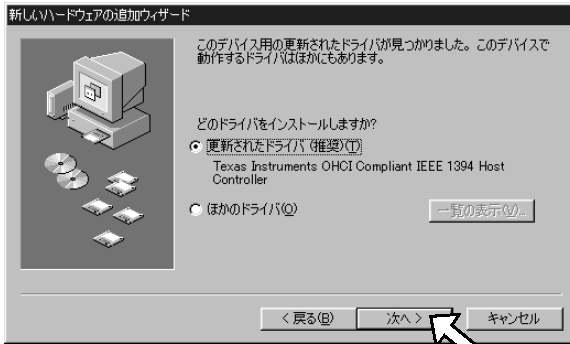 新しいハードウェアの追加ウィザード
このデバイス用の更新されたドライバが見つかりました。このデバイスで
動作するドライバはほかにもあります。
どのドライバをインストールしますか?
更新されたドライバ (推奨)(T)
Texas Instruments OHCI Compliant IEEE 1394 Host
Controller
ほかのドライバ(O)
一覧の表示(V)...
< 戻る(B)
次へ >
キャンセル